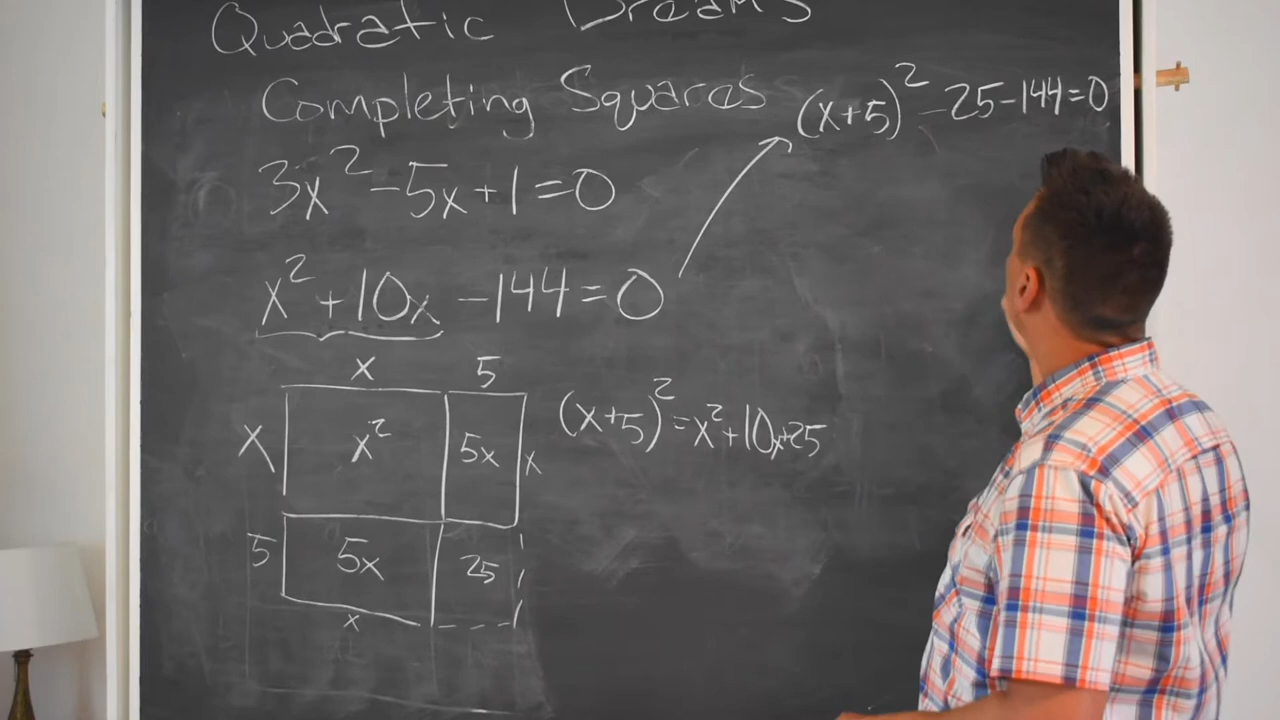 Quadratic Dreams
Completing Squares
(x+5)² -25-144=0
3x²-5x+1=0
x²+10x -144=0
x 5
x x² 5x x
(x+5)²=x²+10x+25
5 5x 25
x